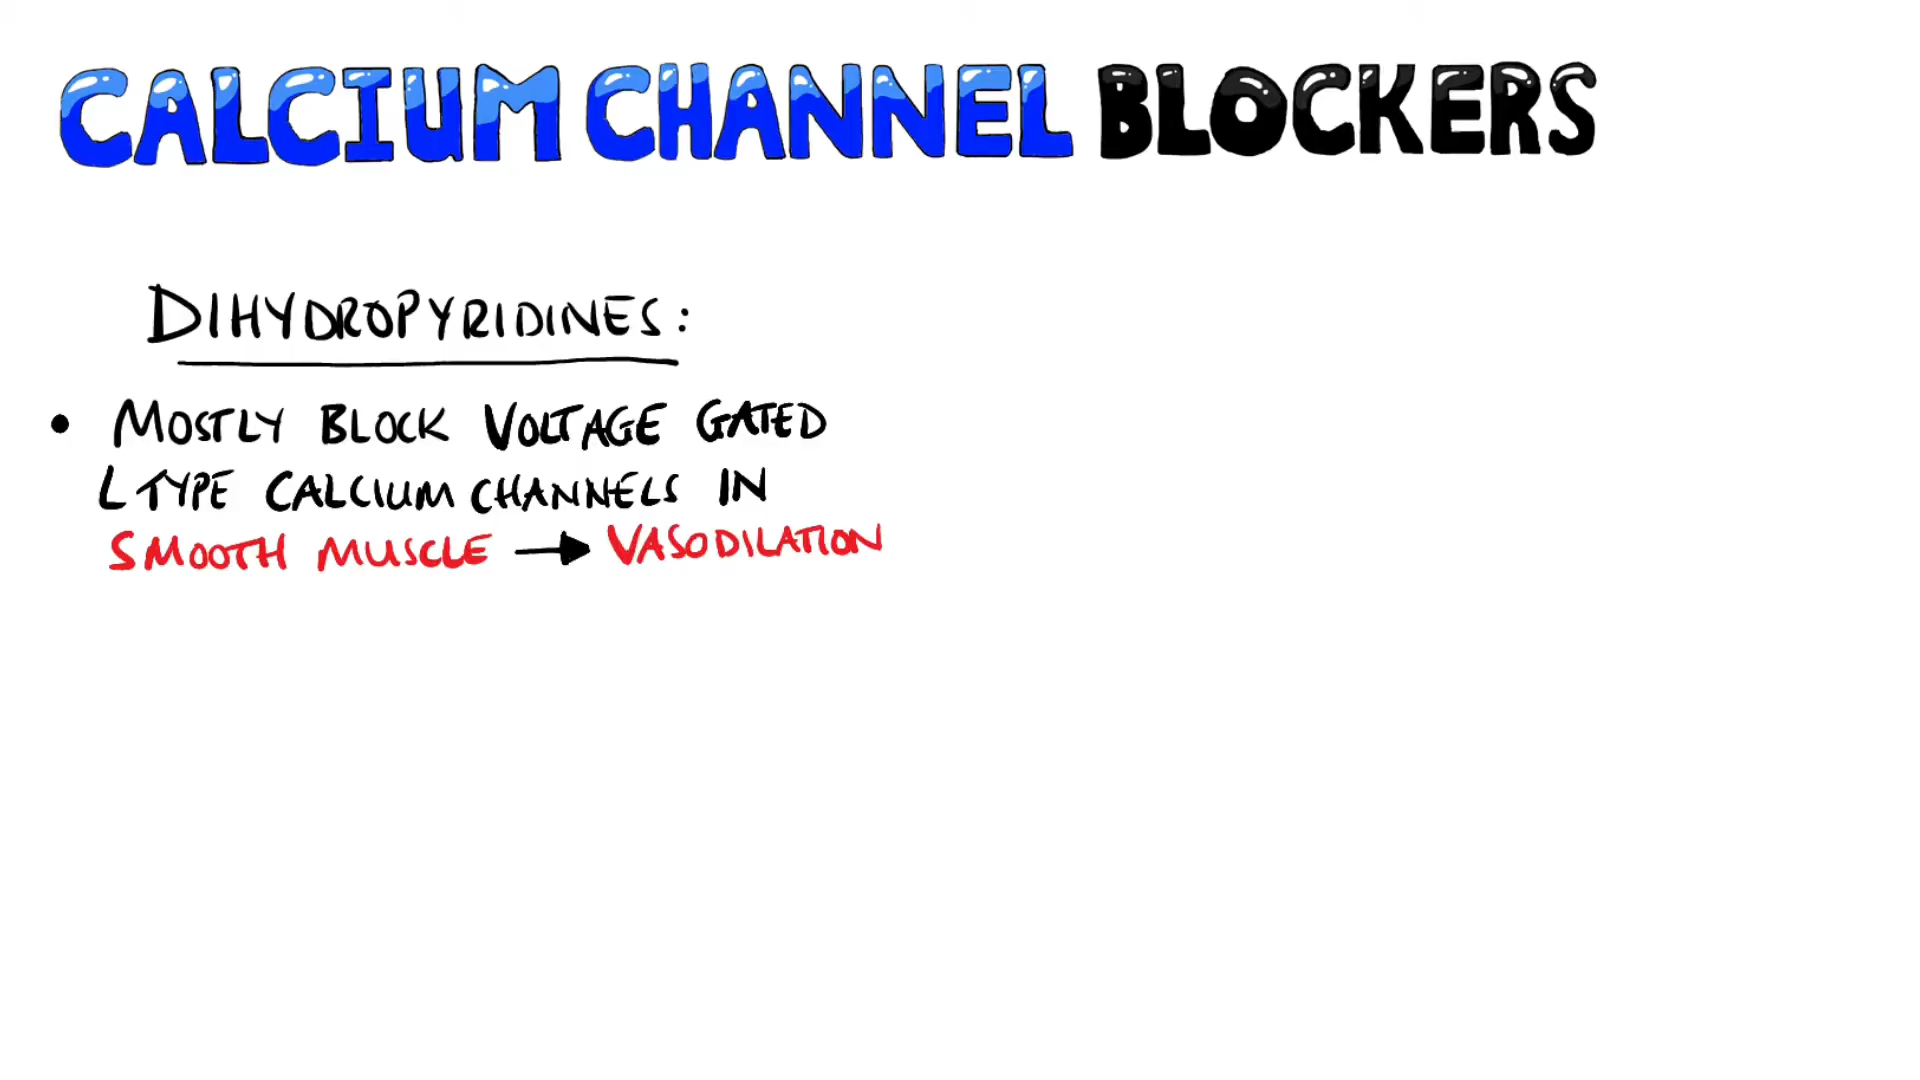 CALCIUM CHANNEL BLOCKERS
DIHYDROPYRIDINES:
• MOSTLY BLOCK VOLTAGE GATED
L TYPE CALCIUM CHANNELS IN
SMOOTH MUSCLE → VASODILATION